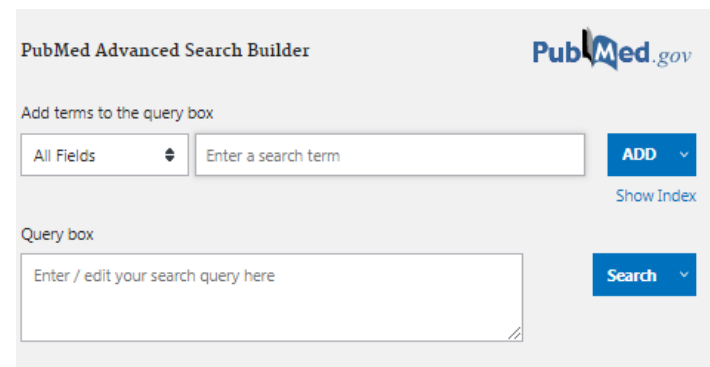 PubMed Advanced Search Builder
PubMed.gov
Add terms to the query box
All Fields
Enter a search term
ADD
Show Index
Query box
Enter / edit your search query here
Search